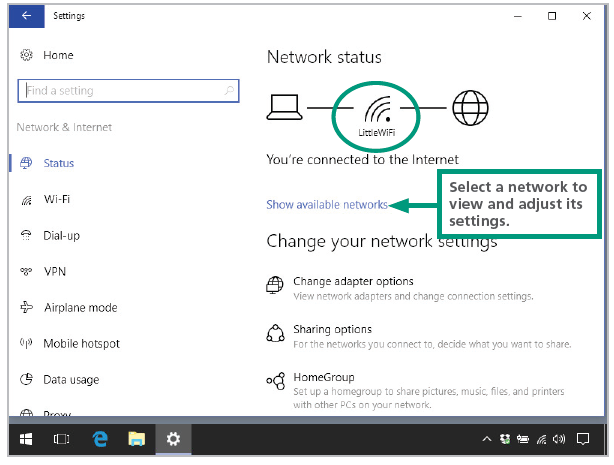 Settings
Home
Find a setting
Network & Internet
Status
Wi-Fi
Dial-up
VPN
Airplane mode
Mobile hotspot
Data usage
Proxy
Network status
LittleWiFi
You're connected to the Internet
Show available networks
Select a network to
view and adjust its
settings.
Change your network settings
Change adapter options
View network adapters and change connection settings.
Sharing options
For the networks you connect to, decide what you want to share.
HomeGroup
Set up a homegroup to share pictures, music, files, and printers
with other PCs on your network.